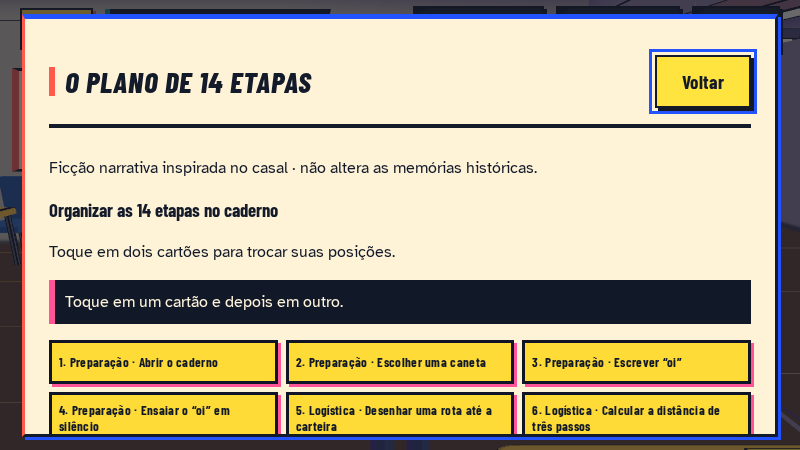 O PLANO DE 14 ETAPAS
Voltar
Ficção narrativa inspirada no casal · não altera as memórias históricas.
Organizar as 14 etapas no caderno
Toque em dois cartões para trocar suas posições.
Toque em um cartão e depois em outro.
1. Preparação · Abrir o caderno
2. Preparação · Escolher uma caneta
3. Preparação · Escrever “oi”
4. Preparação · Ensaiar o “oi” em
silêncio
5. Logística · Desenhar uma rota até a
carteira
6. Logística · Calcular a distância de
três passos